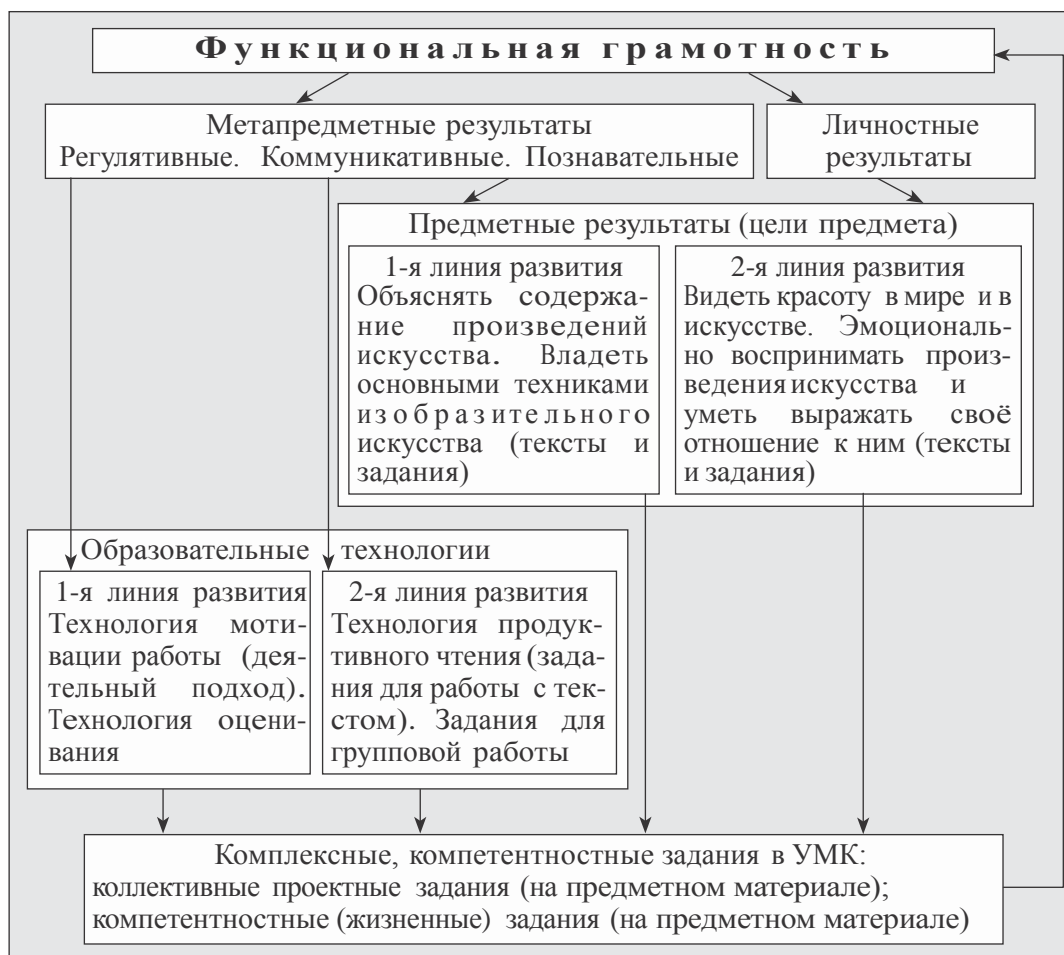 Функциональная грамотность
Метапредметные результаты
Регулятивные. Коммуникативные. Познавательные
Личностные
результаты
Предметные результаты (цели предмета)
1-я линия развития
Объяснять содержа-
ние произведений
искусства. Владеть
основными техниками
изобразительного
искусства (тексты и
задания)
2-я линия развития
Видеть красоту в мире и в
искусстве. Эмоциональ-
но воспринимать произ-
ведения искусства и
уметь выражать своё
отношение к ним (тексты
и задания)
Образовательные технологии
1-я линия развития
Технология моти-
вации работы (дея-
тельный подход).
Технология оцени-
вания
2-я линия развития
Технология продук-
тивного чтения (зада-
ния для работы с тек-
стом). Задания для
групповой работы
Комплексные, компетентностные задания в УМК:
коллективные проектные задания (на предметном материале);
компетентностные (жизненные) задания (на предметном материале)